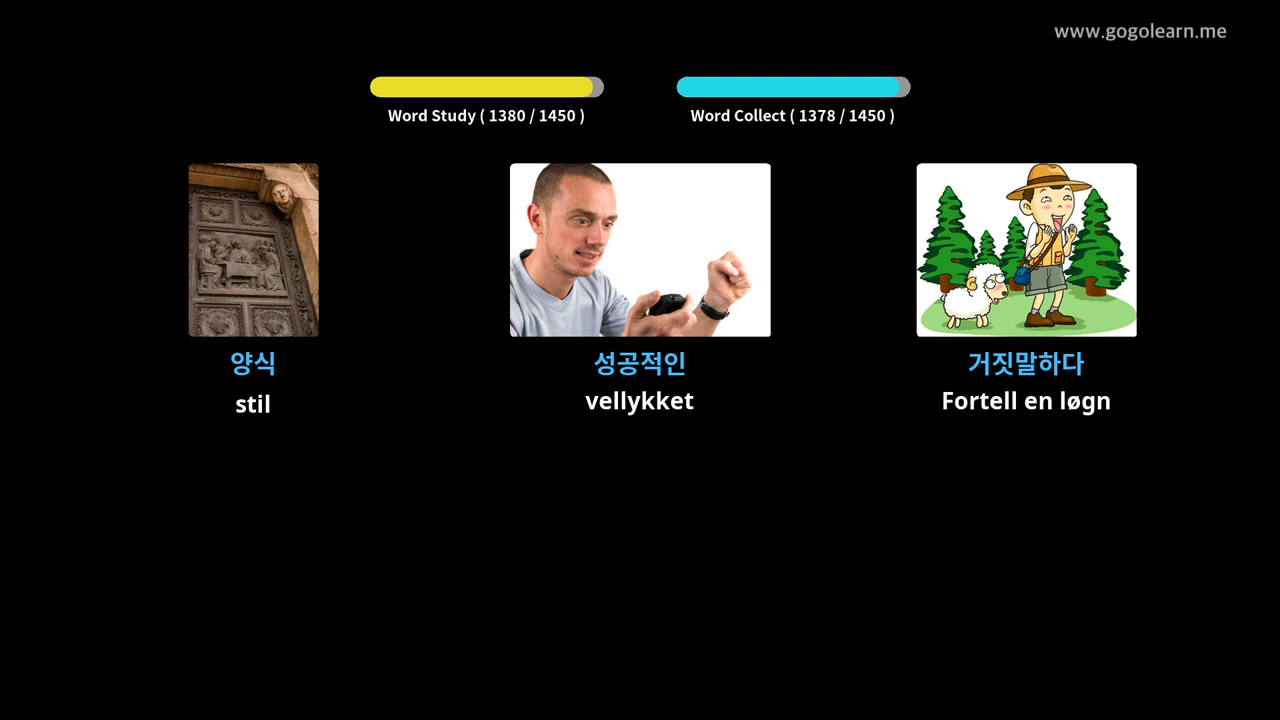 www.gogolearn.me
Word Study ( 1380 / 1450 )
Word Collect ( 1378 / 1450 )
양식
stil
성공적인
vellykket
거짓말하다
Fortell en løgn